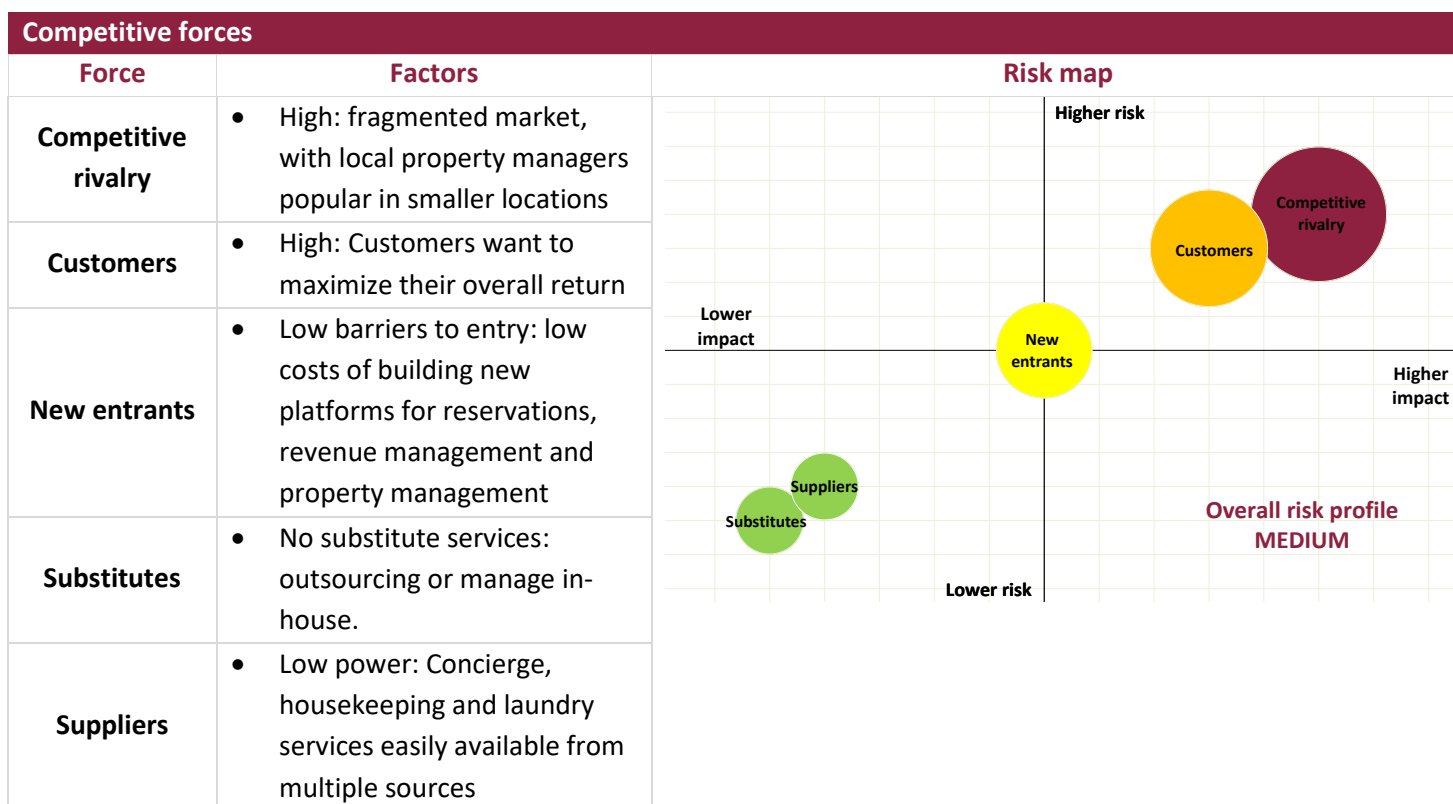 Competitive forces
Force
Factors
Risk map
Competitive
rivalry
• High: fragmented market,
with local property managers
popular in smaller locations
Customers
• High: Customers want to
maximize their overall return
New entrants
• Low barriers to entry: low
costs of building new
platforms for reservations,
revenue management and
property management
Substitutes
• No substitute services:
outsourcing or manage in-
house.
Suppliers
• Low power: Concierge,
housekeeping and laundry
services easily available from
multiple sources
Higher risk
Competitive
rivalry
Customers
Lower
impact
New
entrants
Higher
impact
Suppliers
Substitutes
Overall risk profile
MEDIUM
Lower risk